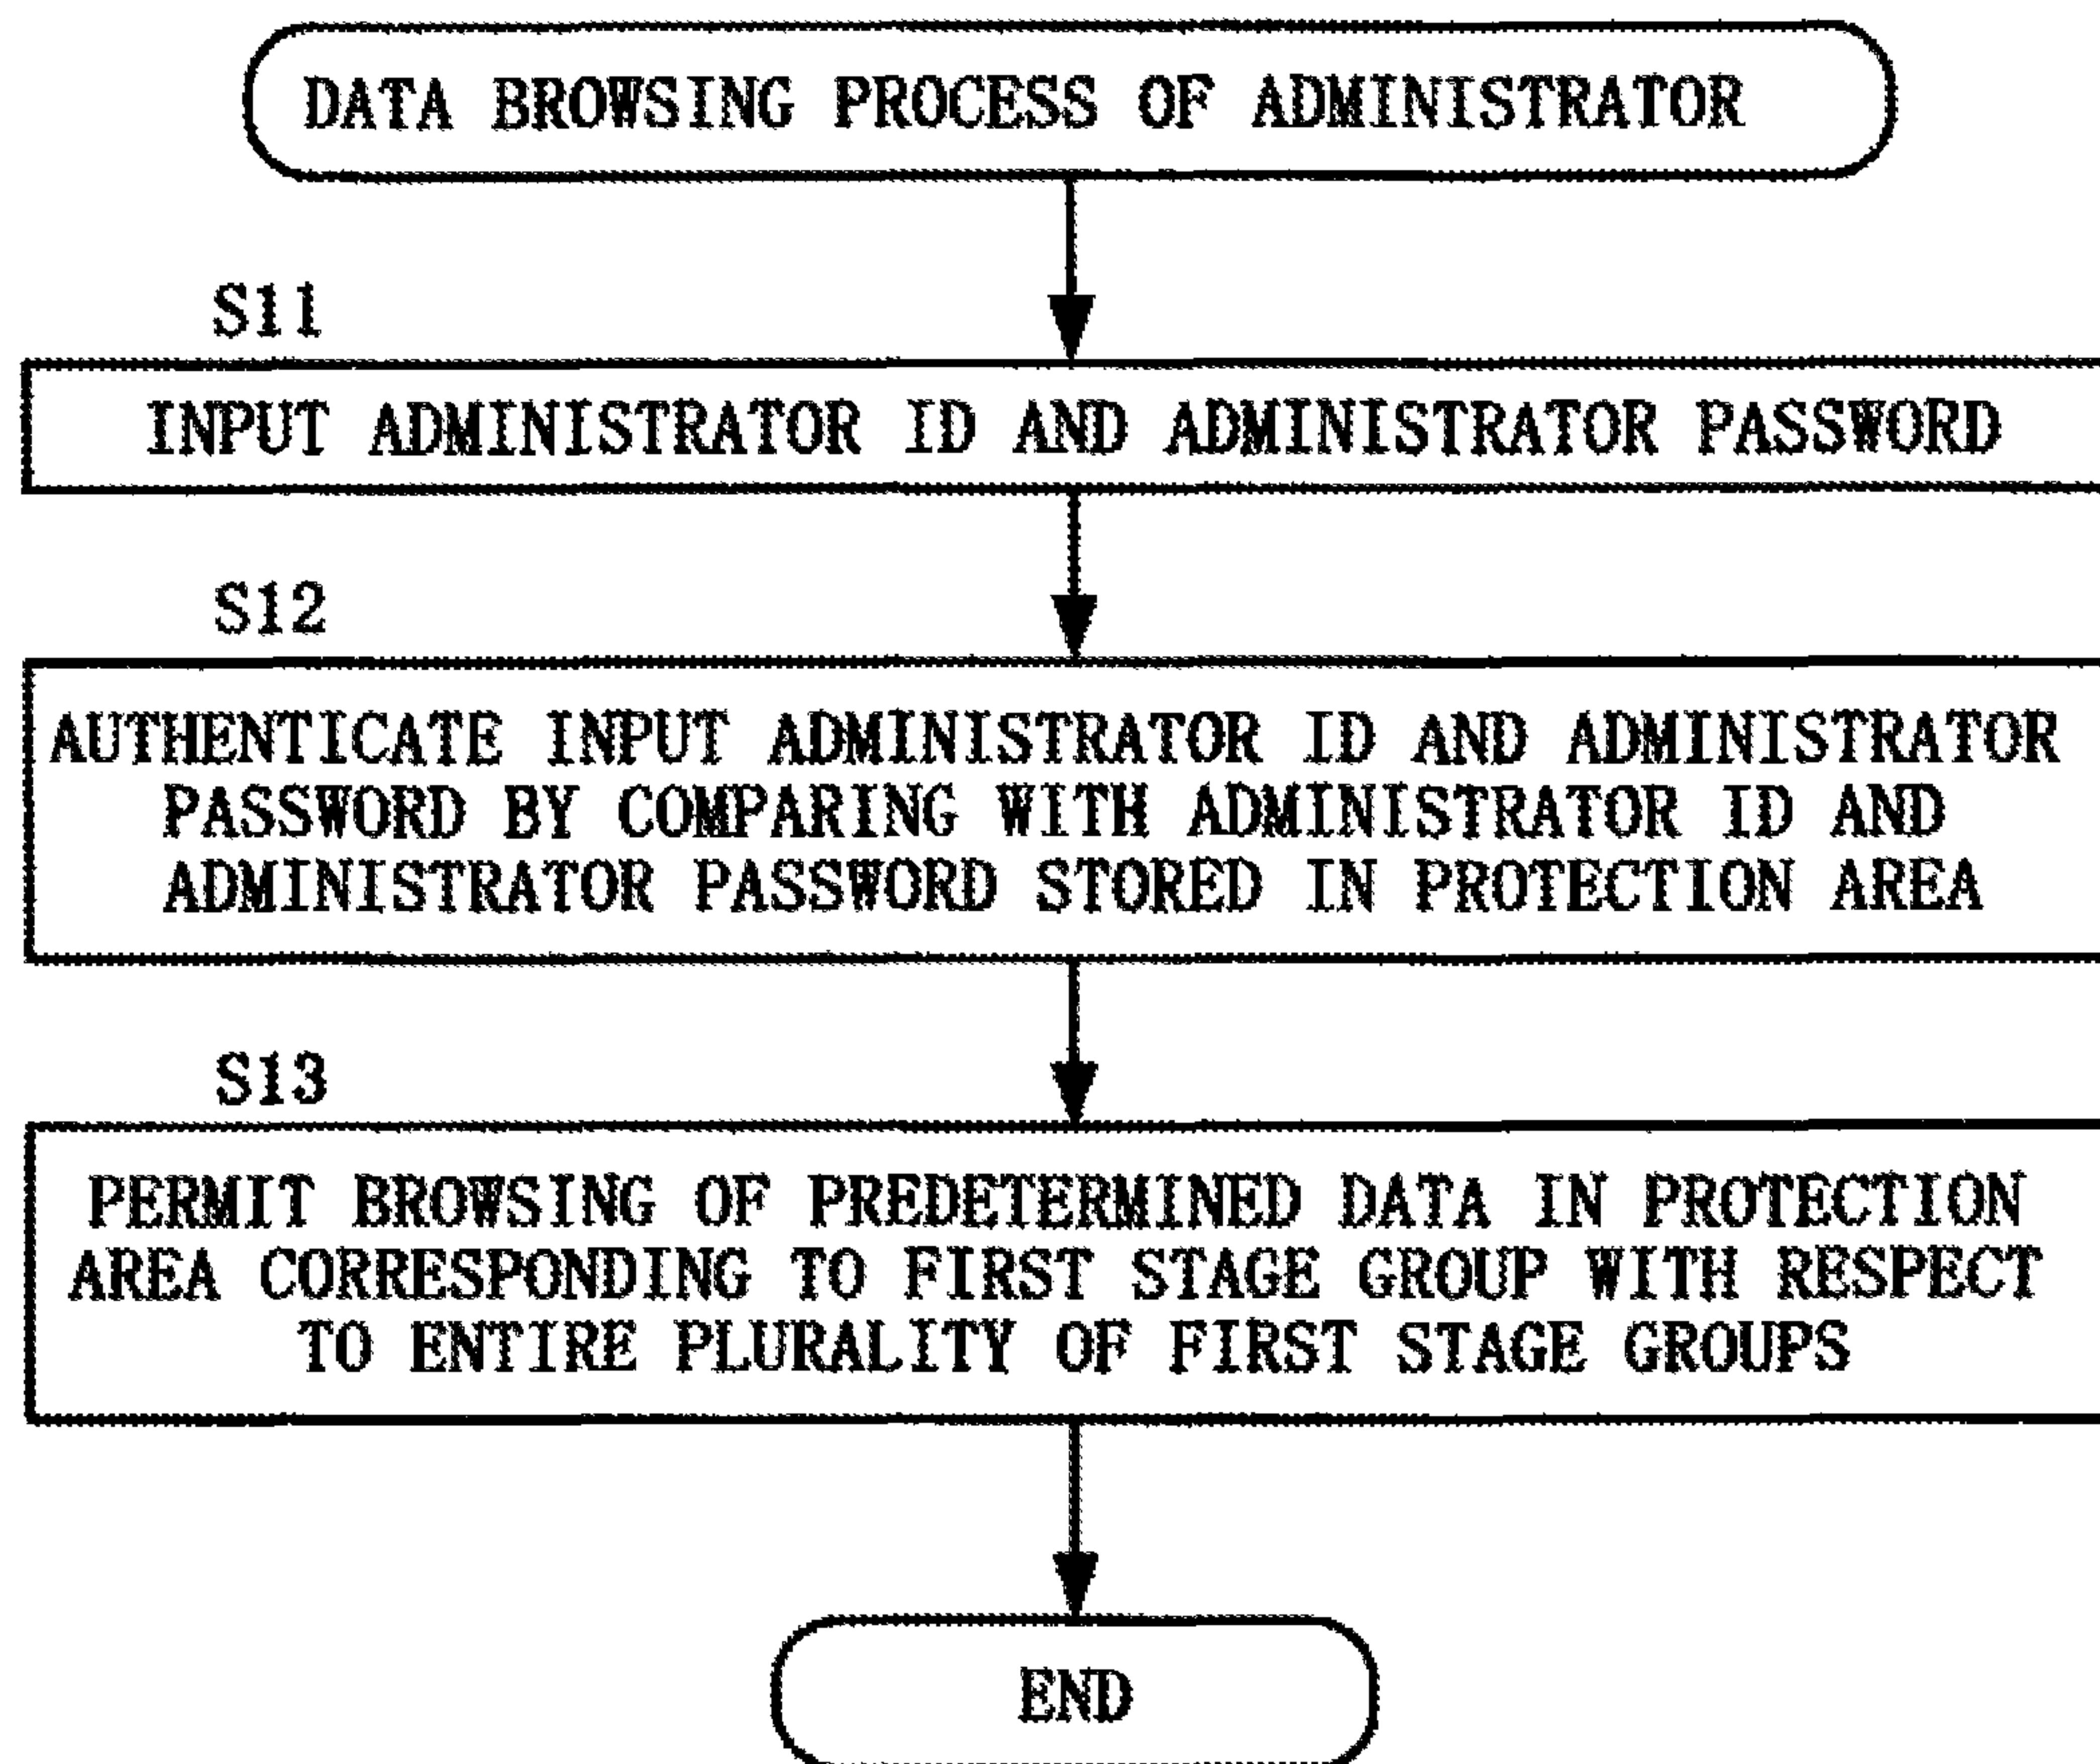 DATA BROWSING PROCESS OF ADMINISTRATOR
S11
INPUT ADMINISTRATOR ID AND ADMINISTRATOR PASSWORD
S12
AUTHENTICATE INPUT ADMINISTRATOR ID AND ADMINISTRATOR
PASSWORD BY COMPARING WITH ADMINISTRATOR ID AND
ADMINISTRATOR PASSWORD STORED IN PROTECTION AREA
S13
PERMIT BROWSING OF PREDETERMINED DATA IN PROTECTION
AREA CORRESPONDING TO FIRST STAGE GROUP WITH RESPECT
TO ENTIRE PLURALITY OF FIRST STAGE GROUPS
END